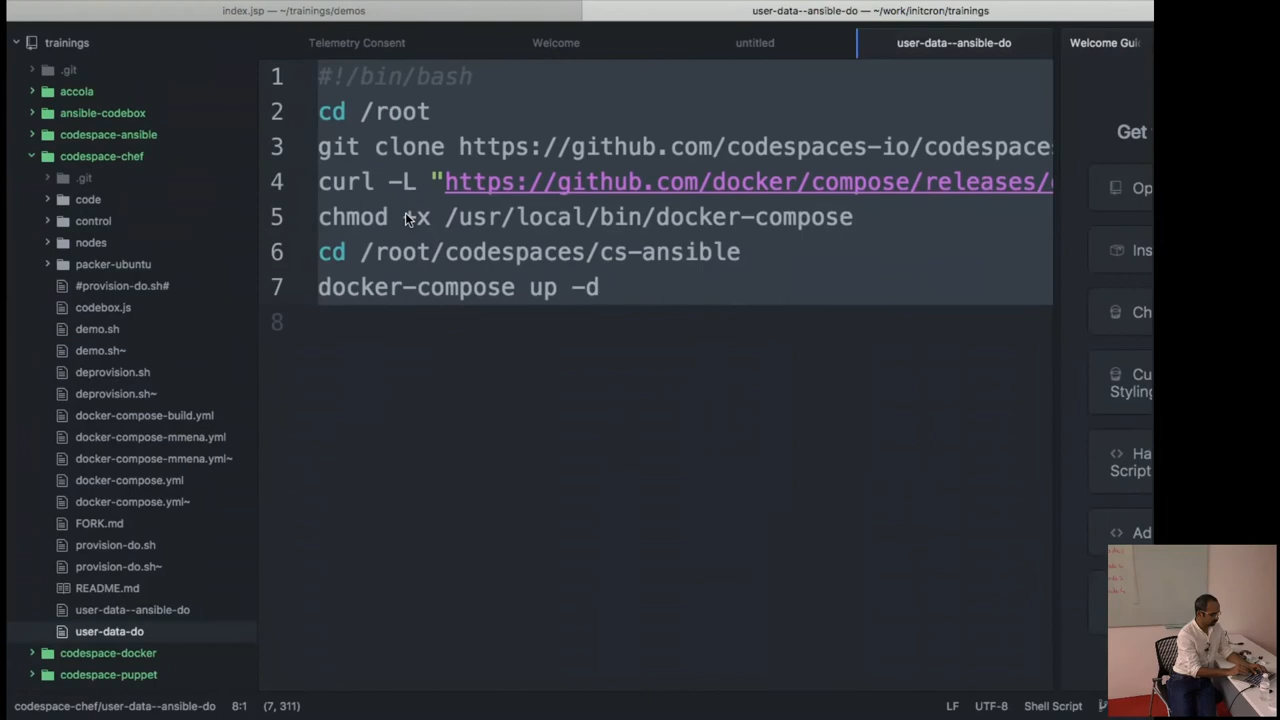 index.jsp — ~/trainings/demos
user-data--ansible-do — ~/work/initcron/trainings
trainings
Telemetry Consent
Welcome
untitled
user-data--ansible-do
Welcome Gui
.git
accola
ansible-codebox
codespace-ansible
codespace-chef
.git
code
control
nodes
packer-ubuntu
#provision-do.sh#
codebox.js
demo.sh
demo.sh~
deprovision.sh
deprovision.sh~
docker-compose-build.yml
docker-compose-mmena.yml
docker-compose-mmena.yml~
docker-compose.yml
docker-compose.yml~
FORK.md
provision-do.sh
provision-do.sh~
README.md
user-data--ansible-do
user-data-do
codespace-docker
codespace-puppet
1 #!/bin/bash
2 cd /root
3 git clone https://github.com/codespaces-io/codespaces
4 curl -L "https://github.com/docker/compose/releases/
5 chmod +x /usr/local/bin/docker-compose
6 cd /root/codespaces/cs-ansible
7 docker-compose up -d
8
Get
Op
Ins
Ch
Cu
Styling
Ha
Script
Ad
codespace-chef/user-data--ansible-do 8:1 (7, 311)
LF UTF-8 Shell Script